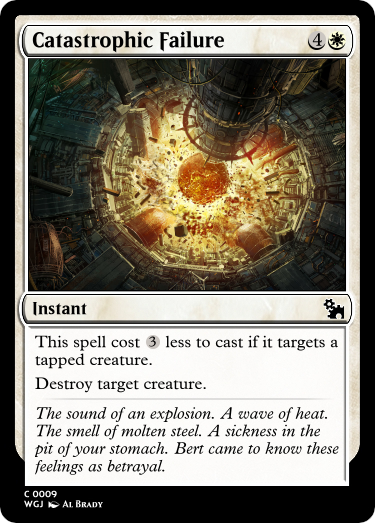 Catastrophic Failure 4
Instant
This spell cost 3 less to cast if it targets a
tapped creature.
Destroy target creature.
The sound of an explosion. A wave of heat.
The smell of molten steel. A sickness in the
pit of your stomach. Bert came to know these
feelings as betrayal.
C 0009
WGJ Al Brady